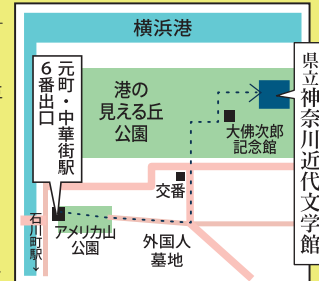 横浜港
元町・中華街駅
6番出口
港の
見える丘
公園
県立神奈川近代文学館
大佛次郎
記念館
交番
石川町駅↓
アメリカ山
公園
外国人
墓地